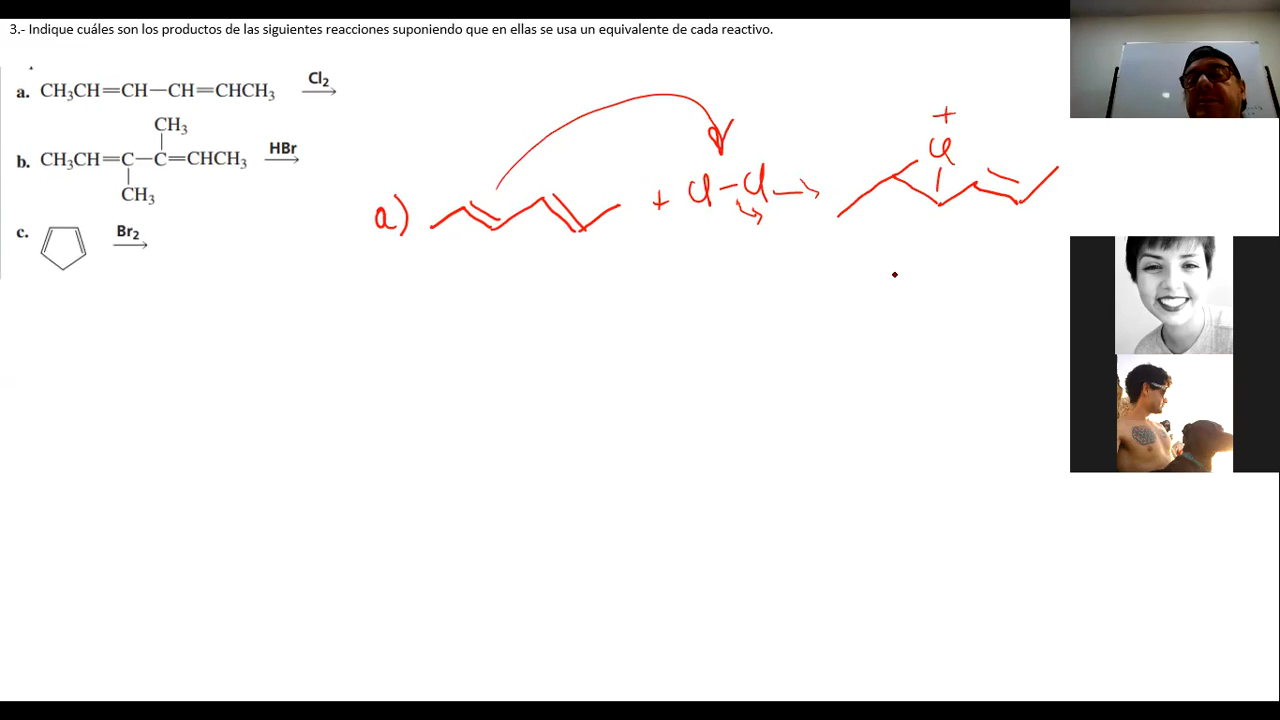 3.- Indique cuáles son los productos de las siguientes reacciones suponiendo que en ellas se usa un equivalente de cada reactivo.
a. CH₃CH=CH—CH=CHCH₃ Cl₂ →
CH₃
b. CH₃CH=C—C=CHCH₃ HBr →
CH₃
c. Br₂ →
a) + Cl-Cl →
+
Cl